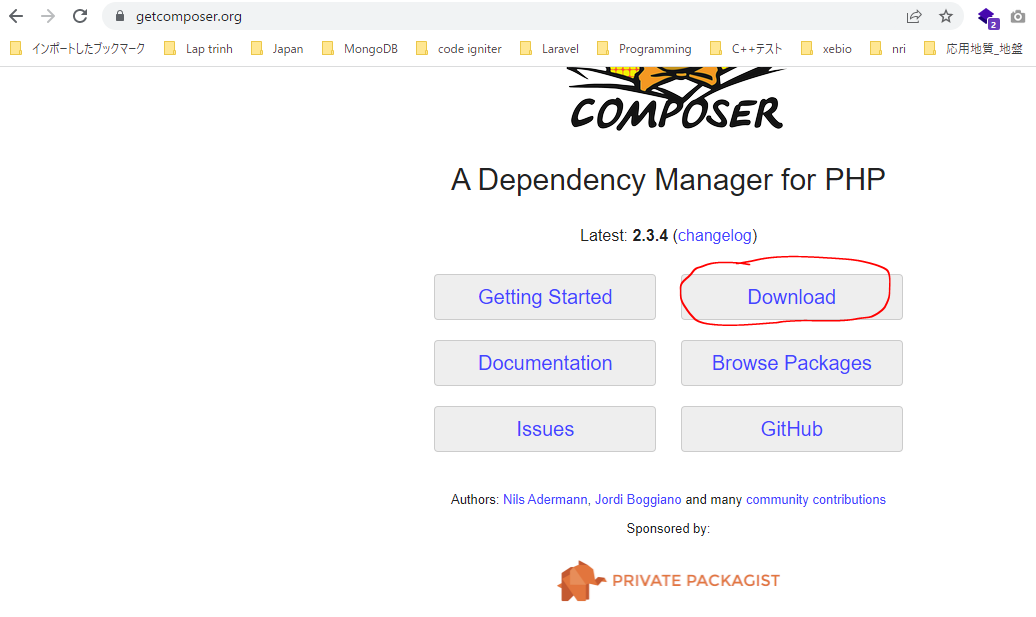 getcomposer.org
2
インポートしたブックマーク Lap trinh Japan MongoDB code igniter Laravel Programming C++テスト xebio nri 応用地質_地盤
COMPOSER
A Dependency Manager for PHP
Latest: 2.3.4 (changelog)
Getting Started Download
Documentation Browse Packages
Issues GitHub
Authors: Nils Adermann, Jordi Boggiano and many community contributions
Sponsored by:
PRIVATE PACKAGIST